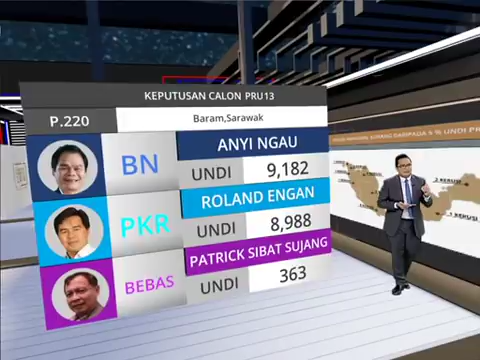 KEPUTUSAN CALON PRU13
P.220 Baram,Sarawak
BN ANYI NGAU
UNDI 9,182
PKR ROLAND ENGAN
UNDI 8,988
BEBAS PATRICK SIBAT SUJANG
UNDI 363